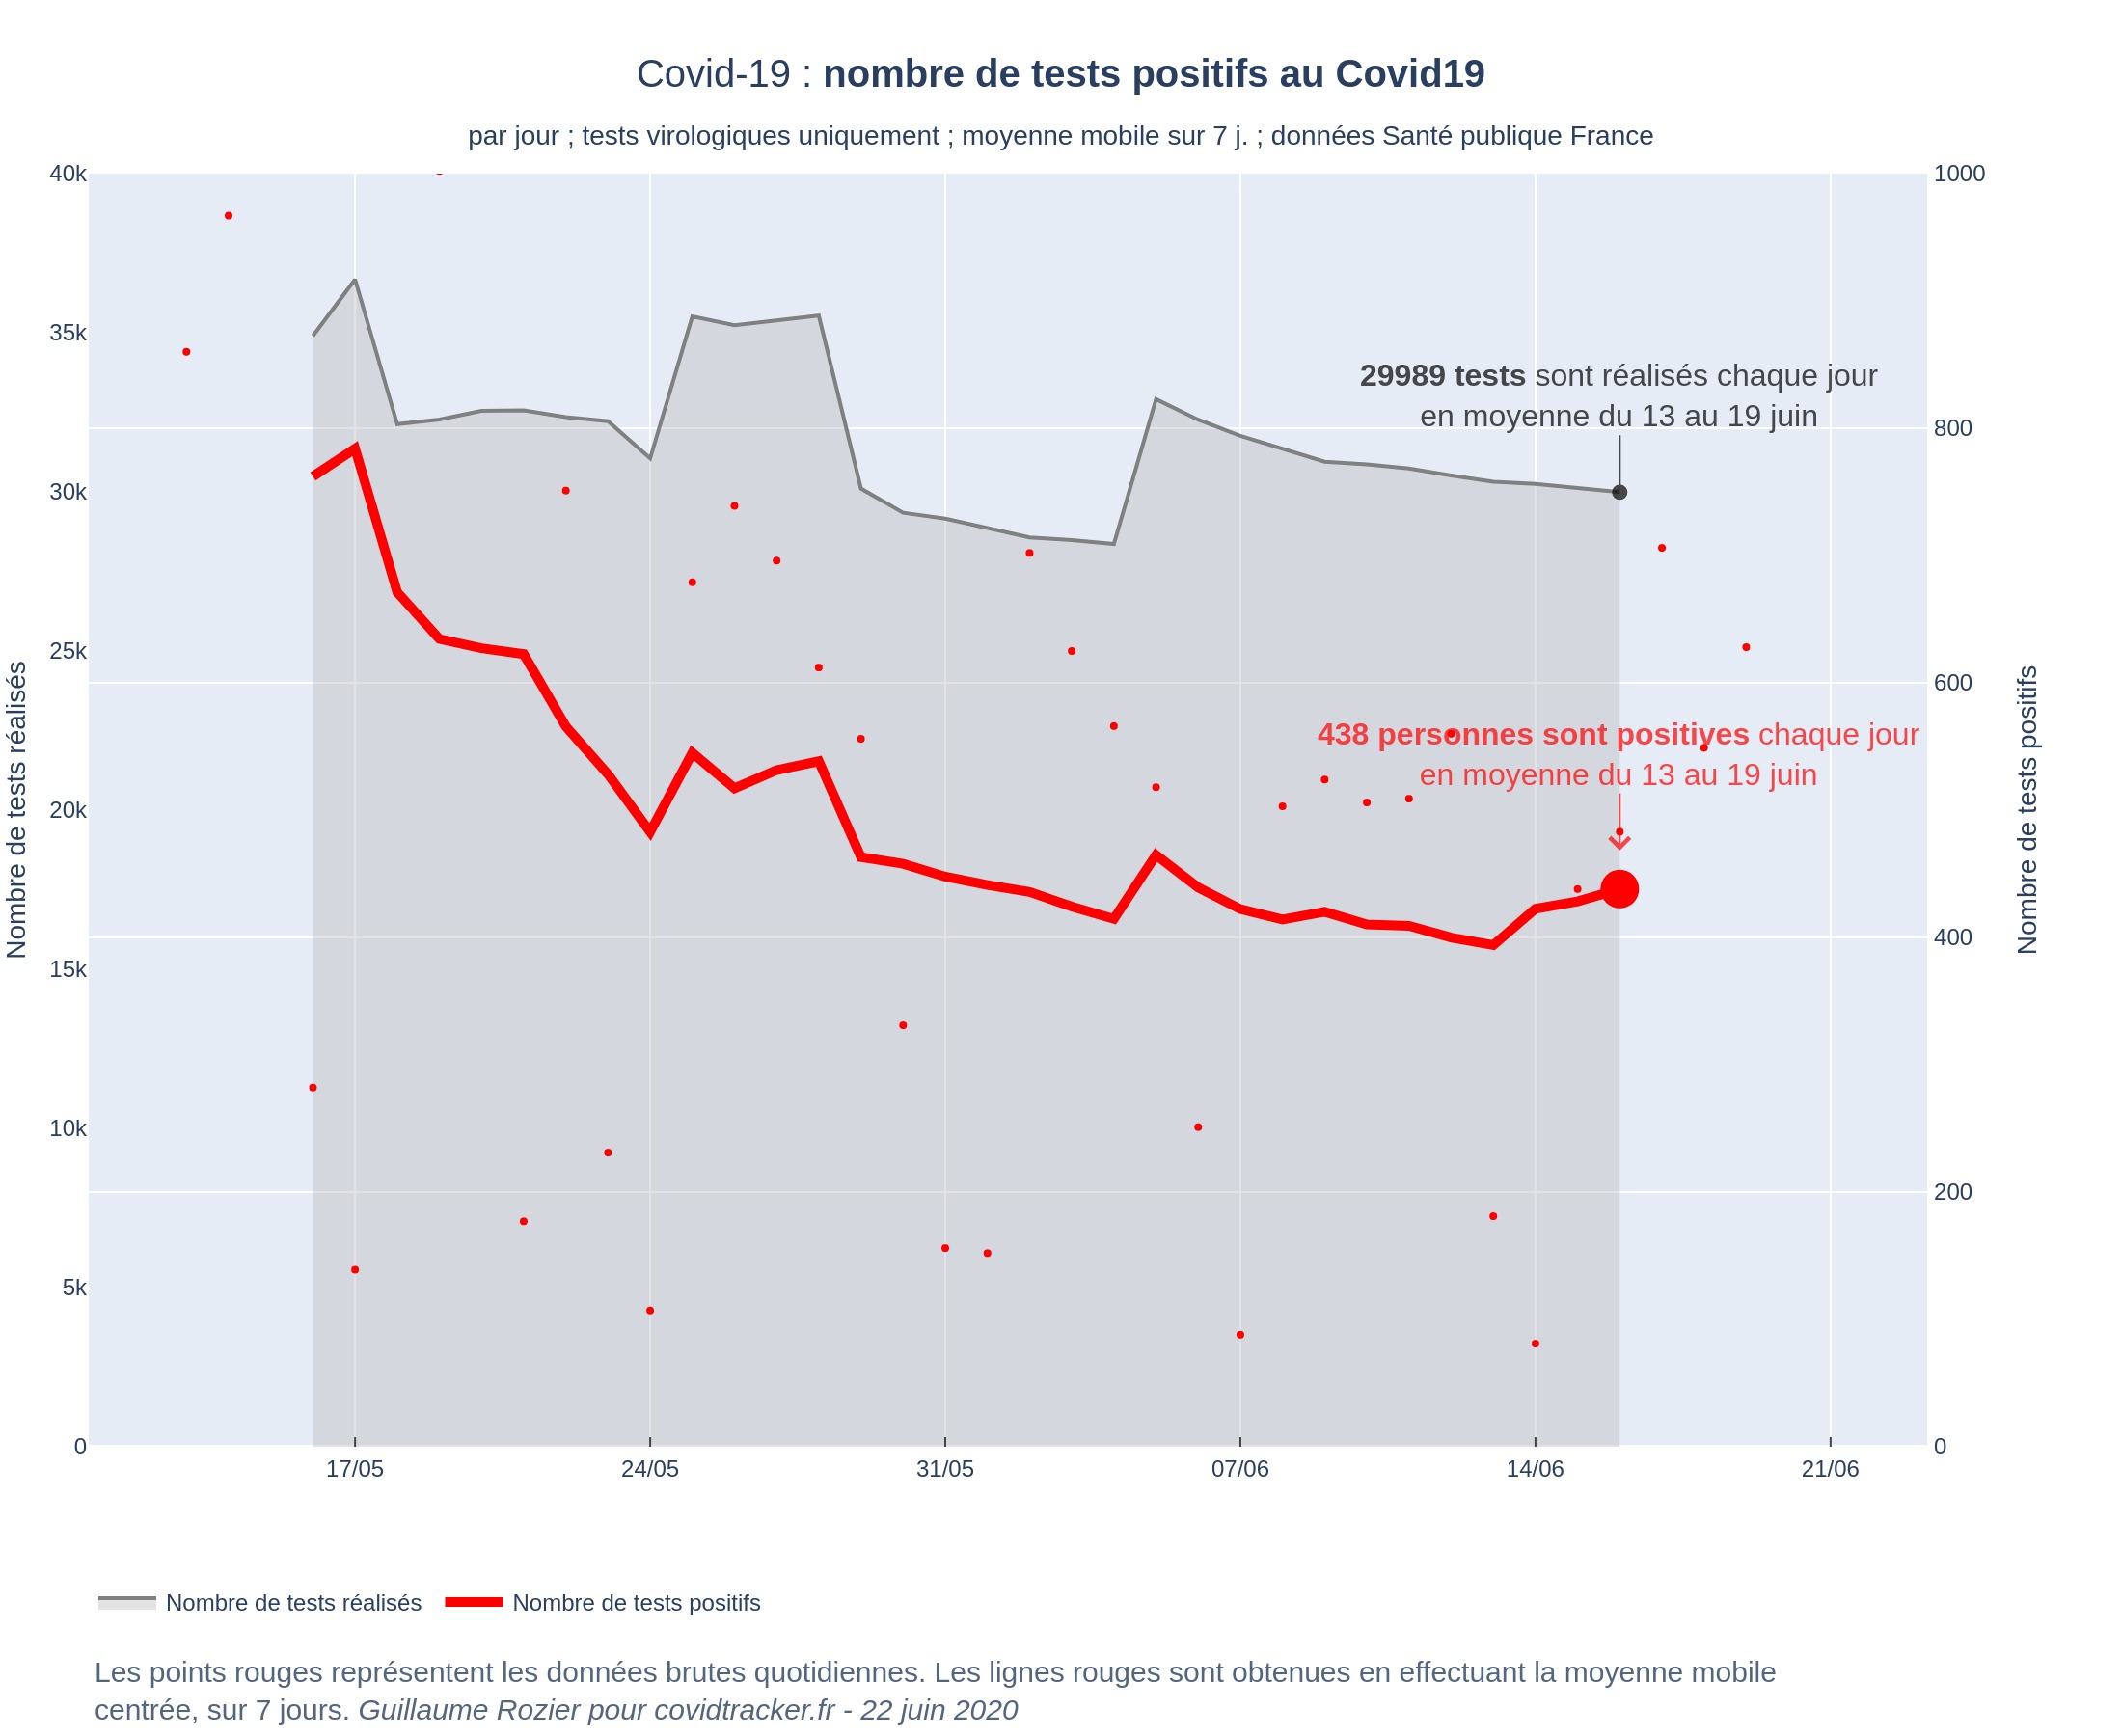 Covid-19 : nombre de tests positifs au Covid19
par jour ; tests virologiques uniquement ; moyenne mobile sur 7 j. ; données Santé publique France
40k
35k
30k
25k
20k
15k
10k
5k
0
Nombre de tests réalisés
1000
800
600
400
200
0
Nombre de tests positifs
29989 tests sont réalisés chaque jour
en moyenne du 13 au 19 juin
438 personnes sont positives chaque jour
en moyenne du 13 au 19 juin
17/05
24/05
31/05
07/06
14/06
21/06
Nombre de tests réalisés
Nombre de tests positifs
Les points rouges représentent les données brutes quotidiennes. Les lignes rouges sont obtenues en effectuant la moyenne mobile
centrée, sur 7 jours. Guillaume Rozier pour covidtracker.fr - 22 juin 2020